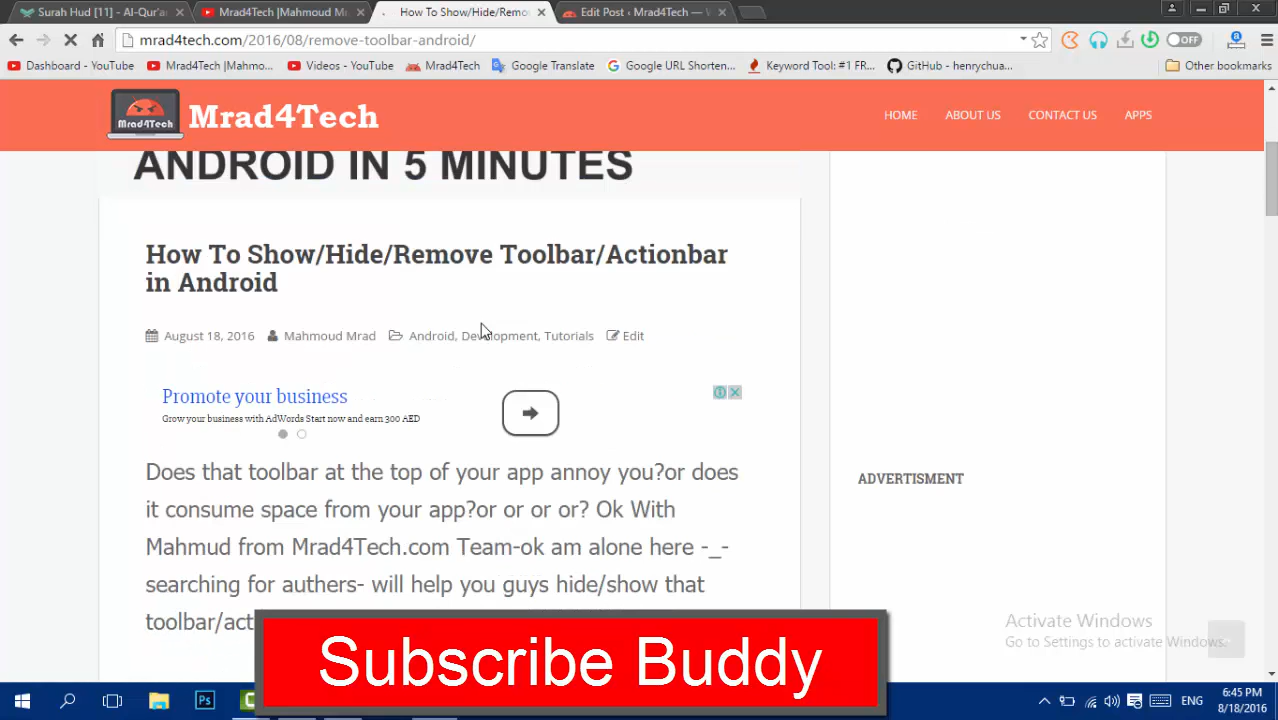 Surah Hud [11] - Al-Qur'a
Mrad4Tech |Mahmoud M
How To Show/Hide/Remo
Edit Post ‹ Mrad4Tech — W
mrad4tech.com/2016/08/remove-toolbar-android/
OFF
Dashboard - YouTube
Mrad4Tech |Mahmo...
Videos - YouTube
Mrad4Tech
Google Translate
Google URL Shorten...
Keyword Tool: #1 FR...
GitHub - henrychua...
Other bookmarks
Mrad4Tech
Mrad4Tech
HOME
ABOUT US
CONTACT US
APPS
ANDROID IN 5 MINUTES
How To Show/Hide/Remove Toolbar/Actionbar
in Android
August 18, 2016
Mahmoud Mrad
Android, Development, Tutorials
Edit
Promote your business
Grow your business with AdWords Start now and earn 300 AED
Does that toolbar at the top of your app annoy you?or does
it consume space from your app?or or or or? Ok With
Mahmud from Mrad4Tech.com Team-ok am alone here -_-
searching for authers- will help you guys hide/show that
toolbar/act
ADVERTISMENT
Activate Windows
Go to Settings to activate Windows.
Subscribe Buddy
Ps
ENG
6:45 PM
8/18/2016